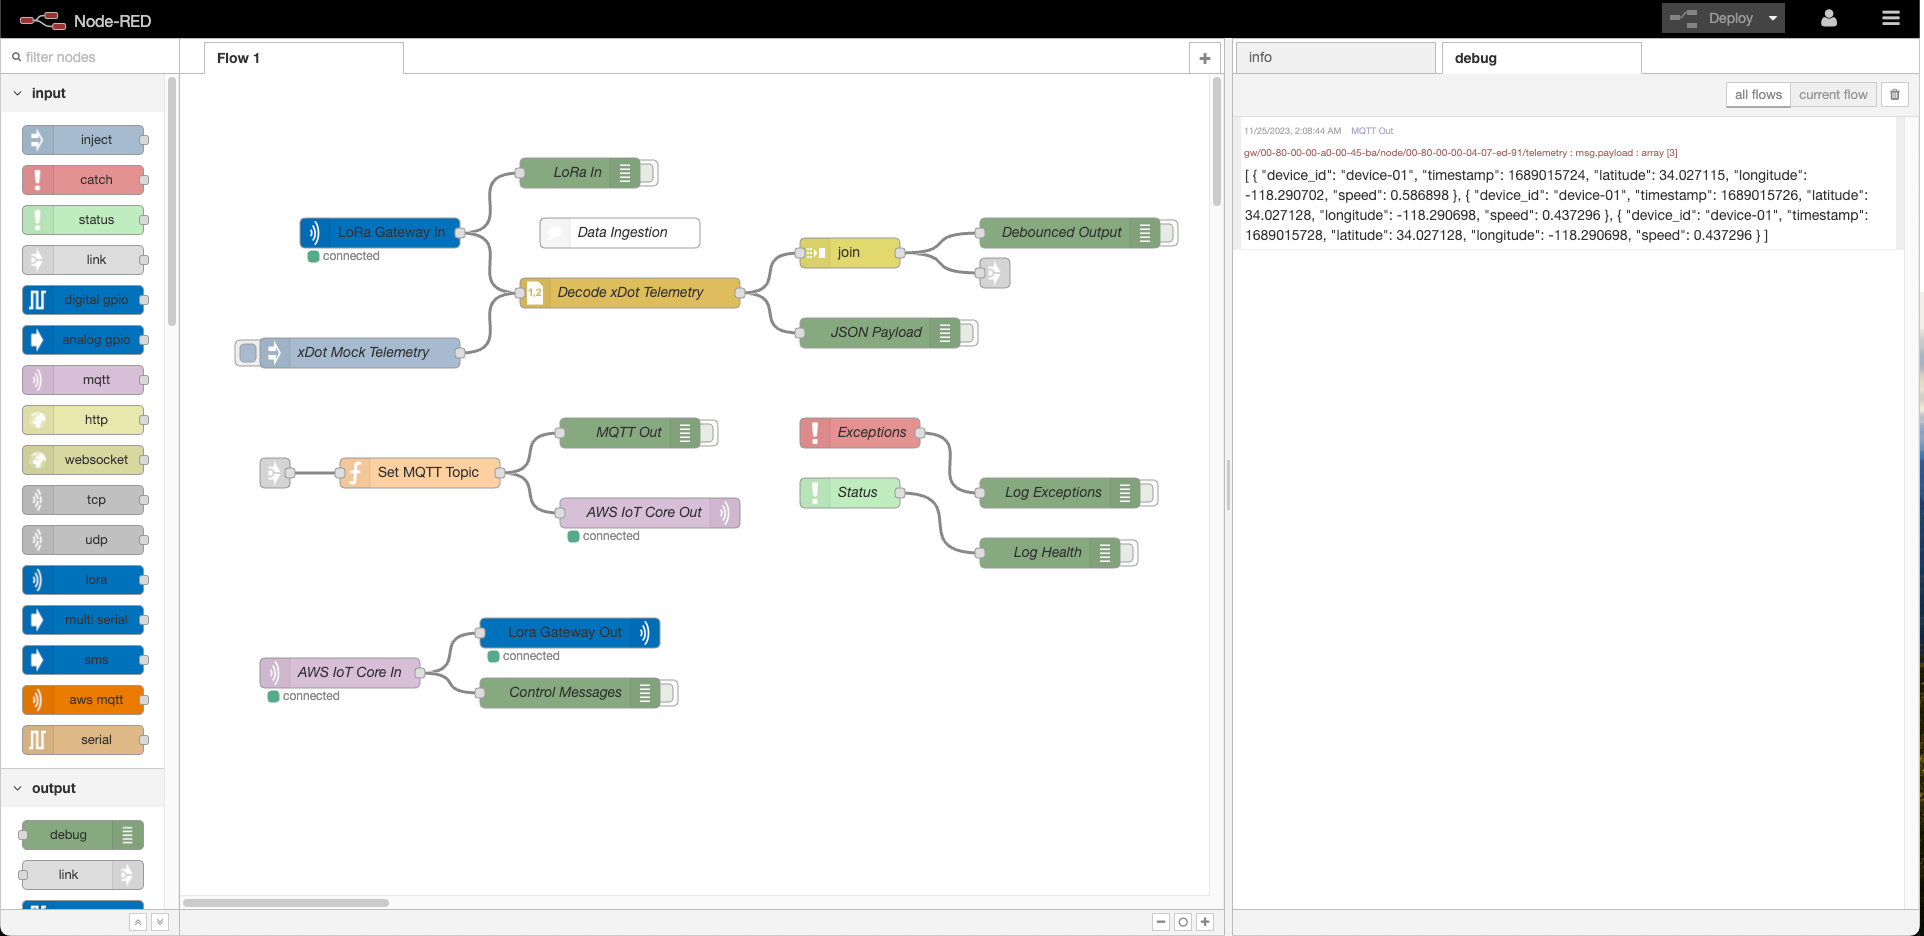 Node-RED
Deploy
filter nodes
Flow 1
info
debug
input
all flows
current flow
inject
catch
status
link
digital gpio
analog gpio
mqtt
http
websocket
tcp
udp
lora
multi serial
sms
aws mqtt
serial
output
debug
link
LoRa In
LoRa Gateway In
connected
Data Ingestion
Debounced Output
join
1,2
Decode xDot Telemetry
JSON Payload
xDot Mock Telemetry
MQTT Out
Exceptions
f
Set MQTT Topic
Status
Log Exceptions
AWS IoT Core Out
connected
Log Health
Lora Gateway Out
connected
AWS IoT Core In
connected
Control Messages
11/25/2023, 2:08:44 AM MQTT Out
gw/00-80-00-00-a0-00-45-ba/node/00-80-00-00-04-07-ed-91/telemetry : msg.payload : array [3]
[ { "device_id": "device-01", "timestamp": 1689015724, "latitude": 34.027115, "longitude":
-118.290702, "speed": 0.586898 }, { "device_id": "device-01", "timestamp": 1689015726, "latitude":
34.027128, "longitude": -118.290698, "speed": 0.437296 }, { "device_id": "device-01", "timestamp":
1689015728, "latitude": 34.027128, "longitude": -118.290698, "speed": 0.437296 } ]